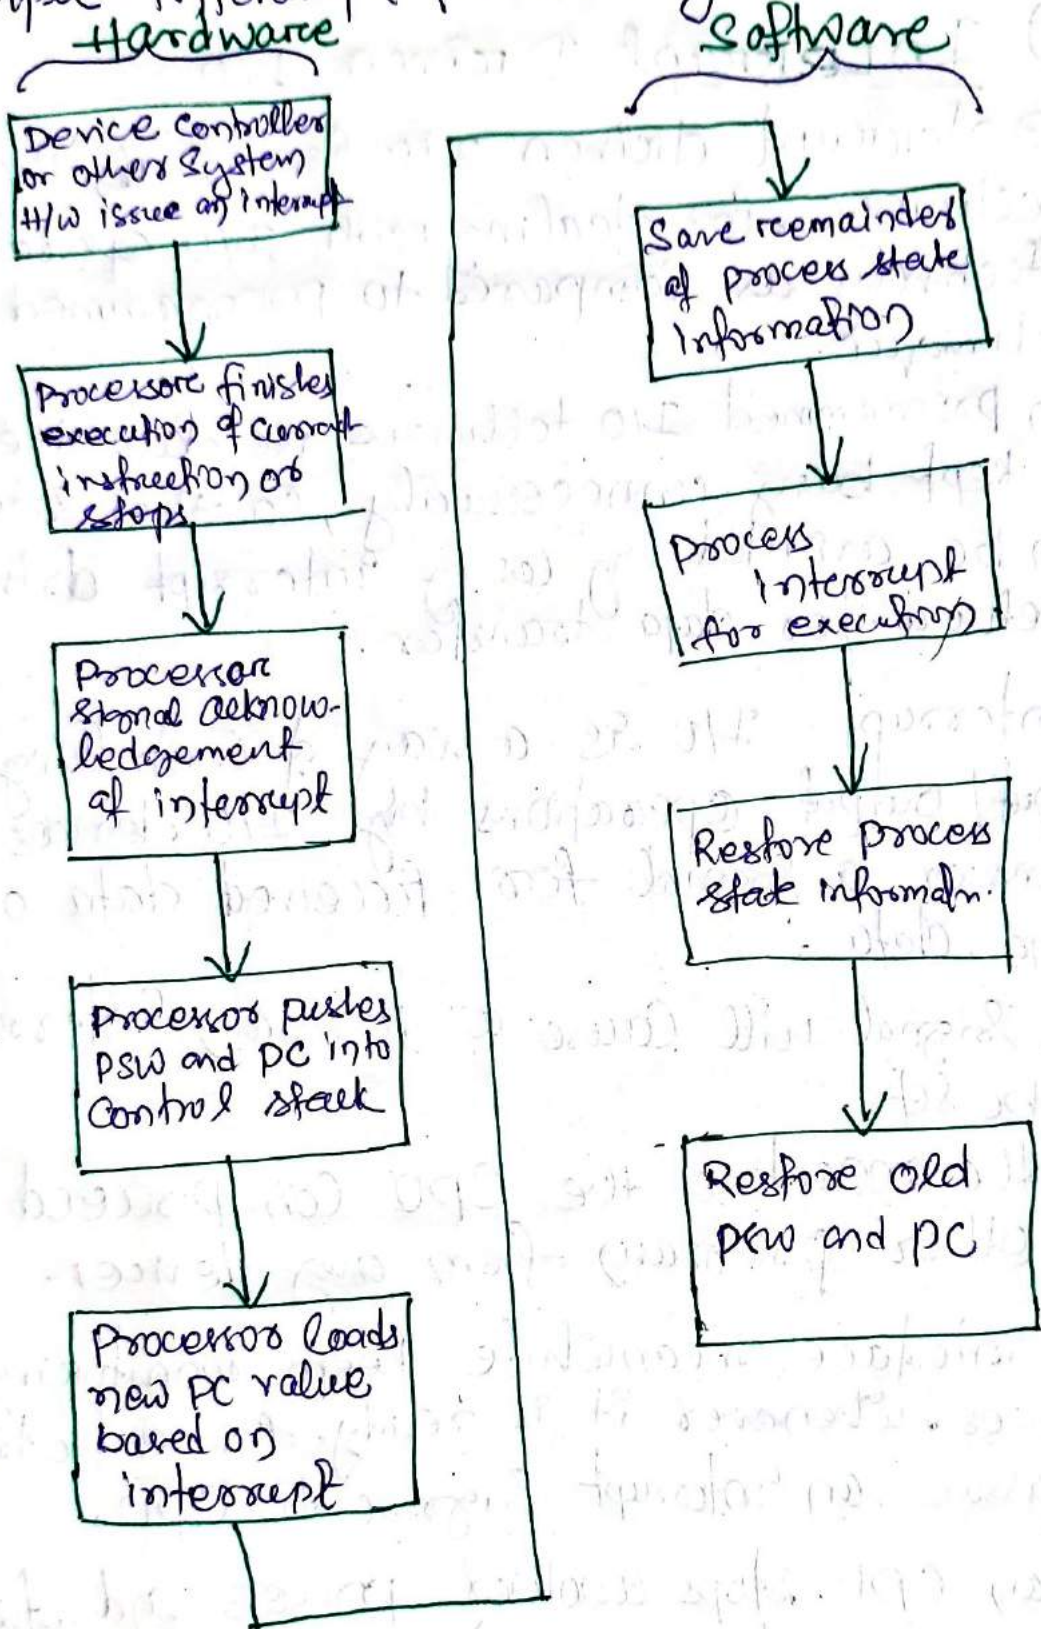 Hardware
Device Controller
or other System
H/W issue an interrupt
Processore finishes
execution of current
instruction or
stops
Processor
signal acknow-
ledgement
of interrupt
Processor pushes
PSW and PC into
Control stack
Processor loads
new PC value
based on
interrupt
Software
Save remainder
of process state
information
Process
interrupt
for execution
Restore process
state informatn.
Restore old
PSW and PC